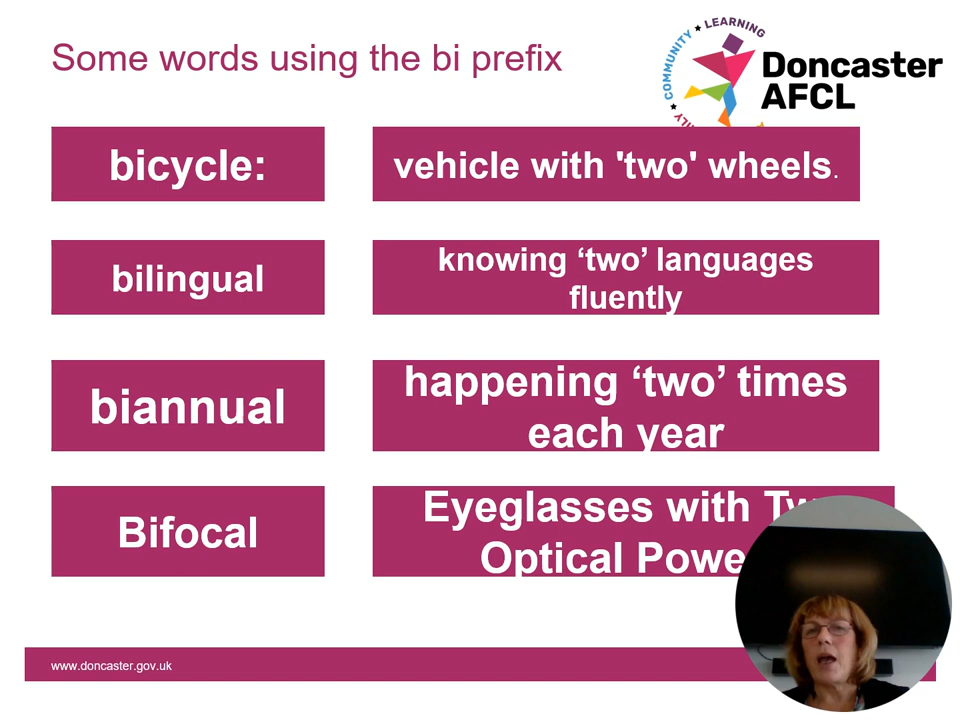 Some words using the bi prefix
COMMUNITY ★ LEARNING
Doncaster
AFCL
bicycle:
vehicle with 'two' wheels.
bilingual
knowing ‘two’ languages
fluently
biannual
happening ‘two’ times
each year
Bifocal
Eyeglasses with
Optical
www.doncaster.gov.uk